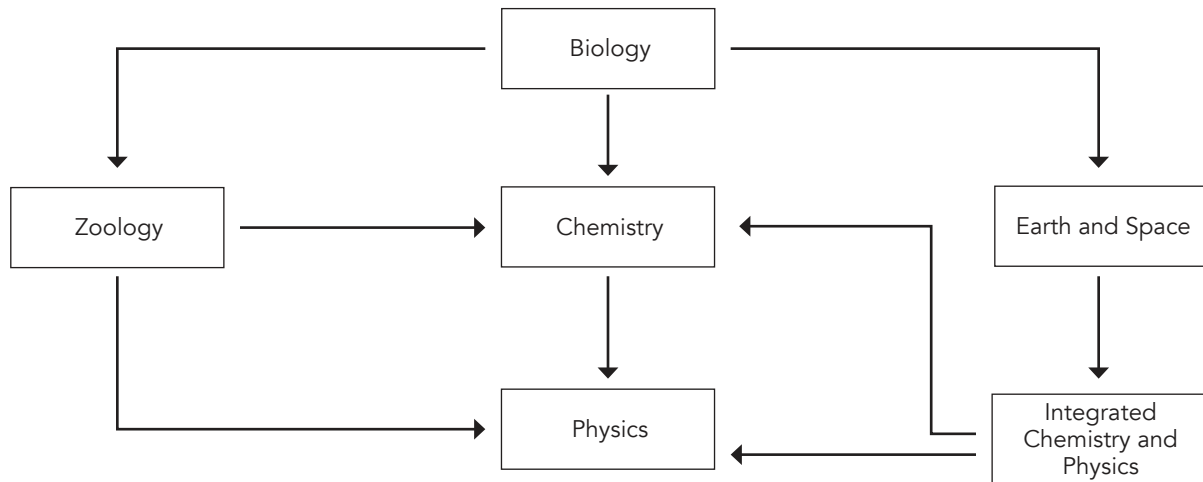 Biology
Zoology
Chemistry
Earth and Space
Physics
Integrated
Chemistry and
Physics